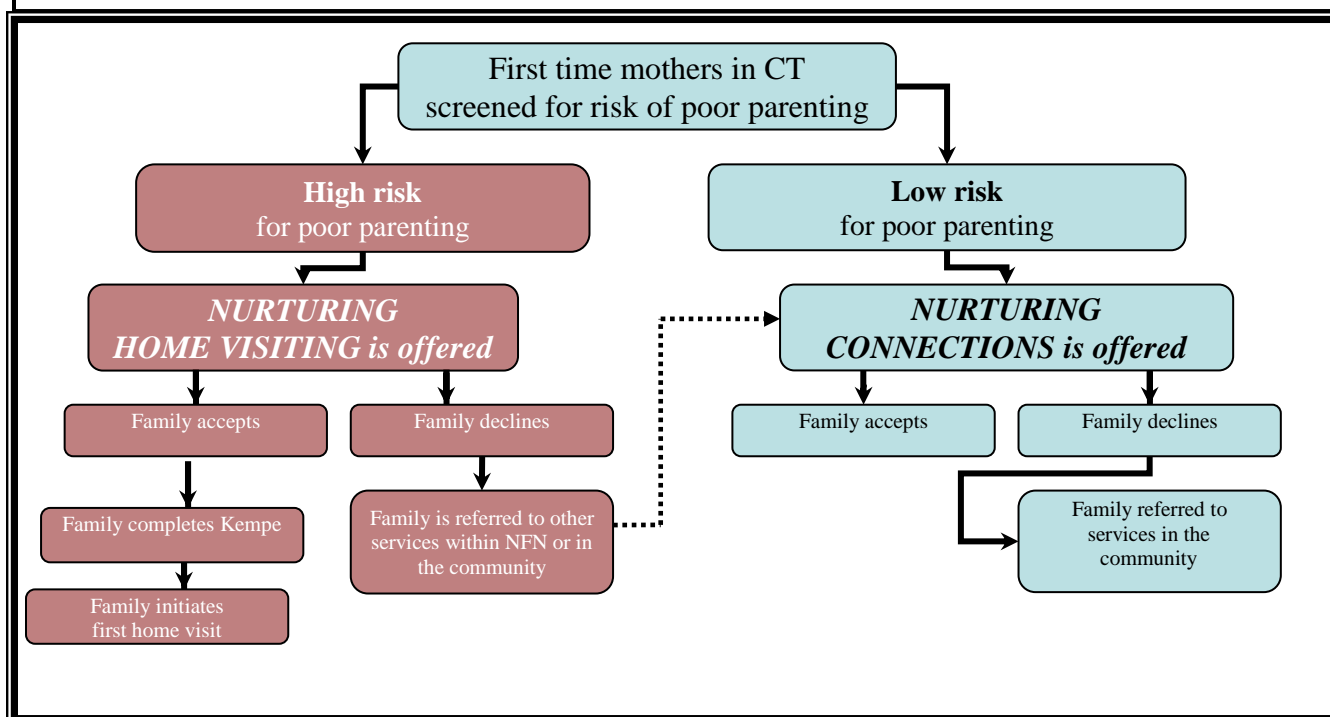 First time mothers in CT
screened for risk of poor parenting
High risk
for poor parenting
Low risk
for poor parenting
NURTURING
HOME VISITING is offered
NURTURING
CONNECTIONS is offered
Family accepts
Family declines
Family accepts
Family declines
Family completes Kempe
Family is referred to other
services within NFN or in
the community
Family referred to
services in the
community
Family initiates
first home visit